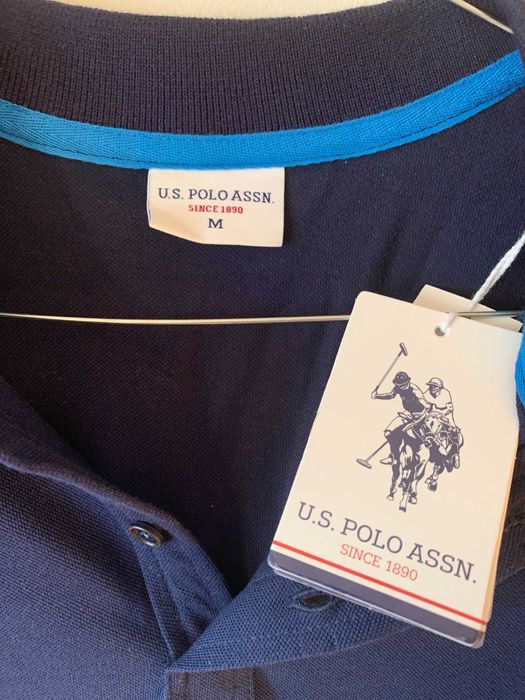 U.S. POLO ASSN.
SINCE 1890
M
U.S. POLO ASSN.
SINCE 1890